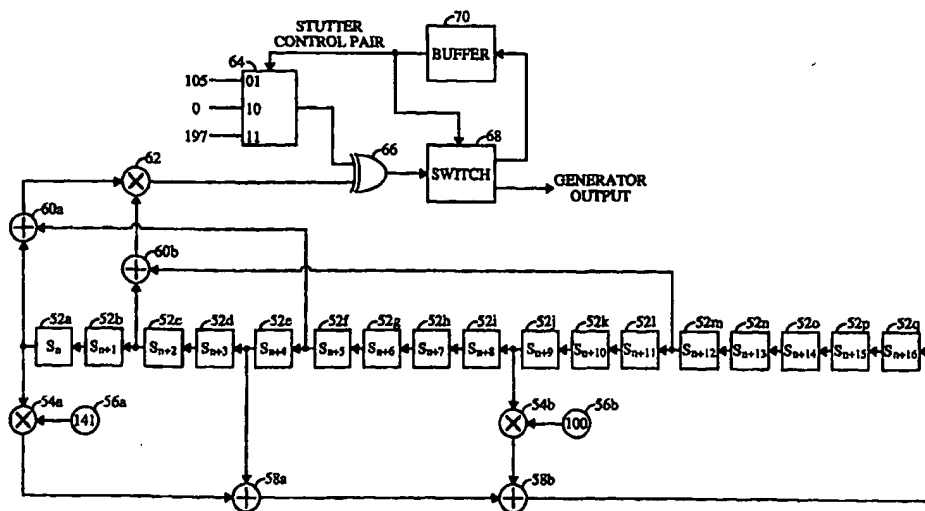 70
STUTTER
CONTROL PAIR
BUFFER
64
105
01
0
10
197
11
68
66
62
SWITCH
GENERATOR
OUTPUT
60a
60b
52a 52b 52c 52d 52e 52f 52g 52h 52i 52j 52k 52l 52m 52n 52o 52p 52q
Sn Sn+1 Sn+2 Sn+3 Sn+4 Sn+5 Sn+6 Sn+7 Sn+8 Sn+9 Sn+10 Sn+11 Sn+12 Sn+13 Sn+14 Sn+15 Sn+16
54a 56a 54b 56b
141 100
58a 58b